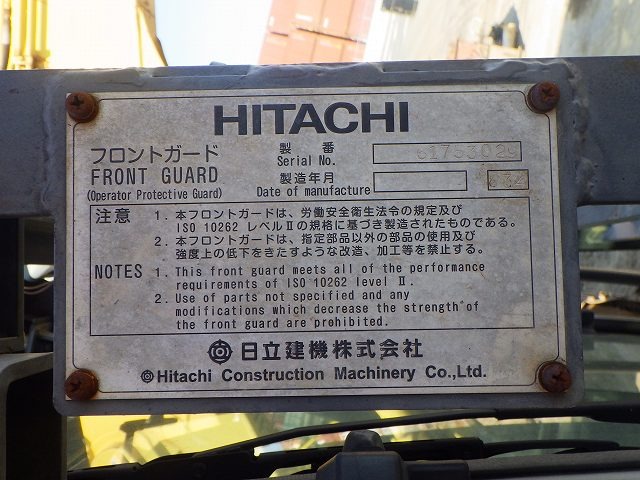 HITACHI
フロントガード
FRONT GUARD
(Operator Protective Guard)
製番
Serial No.
製造年月
Date of manufacture
注意 1. 本フロントガードは、労働安全衛生法令の規定及び
ISO 10262 レベルⅡの規格に基づき製造されたものである。
2. 本フロントガードは、指定部品以外の部品の使用及び
強度上の低下をきたすような改造、加工等を禁止する。
NOTES 1. This front guard meets all of the performance
requirements of ISO 10262 level Ⅱ.
2. Use of parts not specified and any
modifications which decrease the strength of
the front guard are prohibited.
日立建機株式会社
Hitachi Construction Machinery Co.,Ltd.